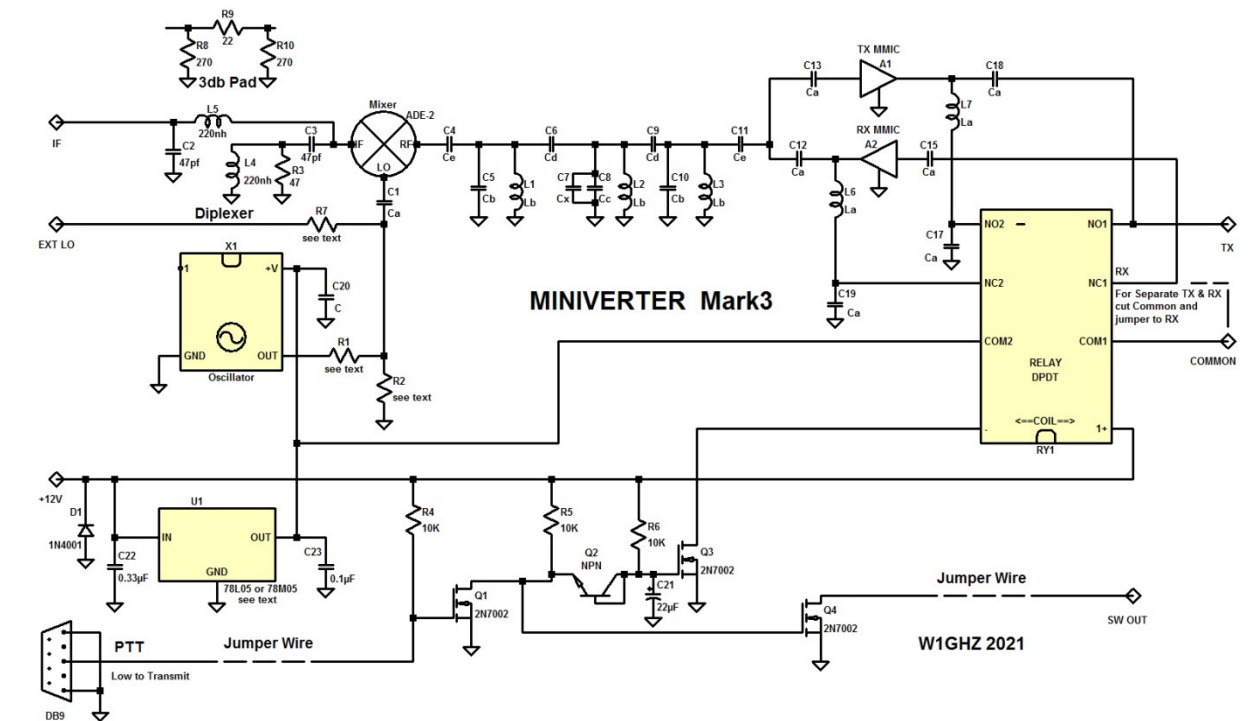 R9
22
R8
270
R10
270
3db Pad
L5
220nh
IF
C2
47pf
L4
220nh
R3
47
C3
47pf
Diplexer
Mixer
ADE-2
IF
RF
LO
C1
Ca
C4
Ce
C5
Cb
L1
Lb
C6
Cd
C7
Cx
C8
Cc
L2
Lb
C9
Cd
C10
Cb
L3
Lb
C11
Ce
C13
Ca
TX MMIC
A1
C18
Ca
L7
La
C12
Ca
RX MMIC
A2
C15
Ca
L6
La
C17
Ca
C19
Ca
EXT LO
R7
see text
X1
1
+V
GND
OUT
Oscillator
C20
C
R1
see text
R2
see text
MINIVERTER Mark3
NO2
NO1
NC2
NC1
COM2
COM1
RELAY
DPDT
<==COIL==>
-
1+
RY1
TX
RX
For Separate TX & RX
cut Common and
jumper to RX
COMMON
+12V
D1
1N4001
C22
0.33µF
U1
IN
OUT
GND
78L05 or 78M05
see text
C23
0.1µF
R4
10K
R5
10K
R6
10K
Q1
2N7002
Q2
NPN
C21
+
22µF
Q3
2N7002
Q4
2N7002
Jumper Wire
SW OUT
W1GHZ 2021
PTT
Jumper Wire
Low to Transmit
DB9